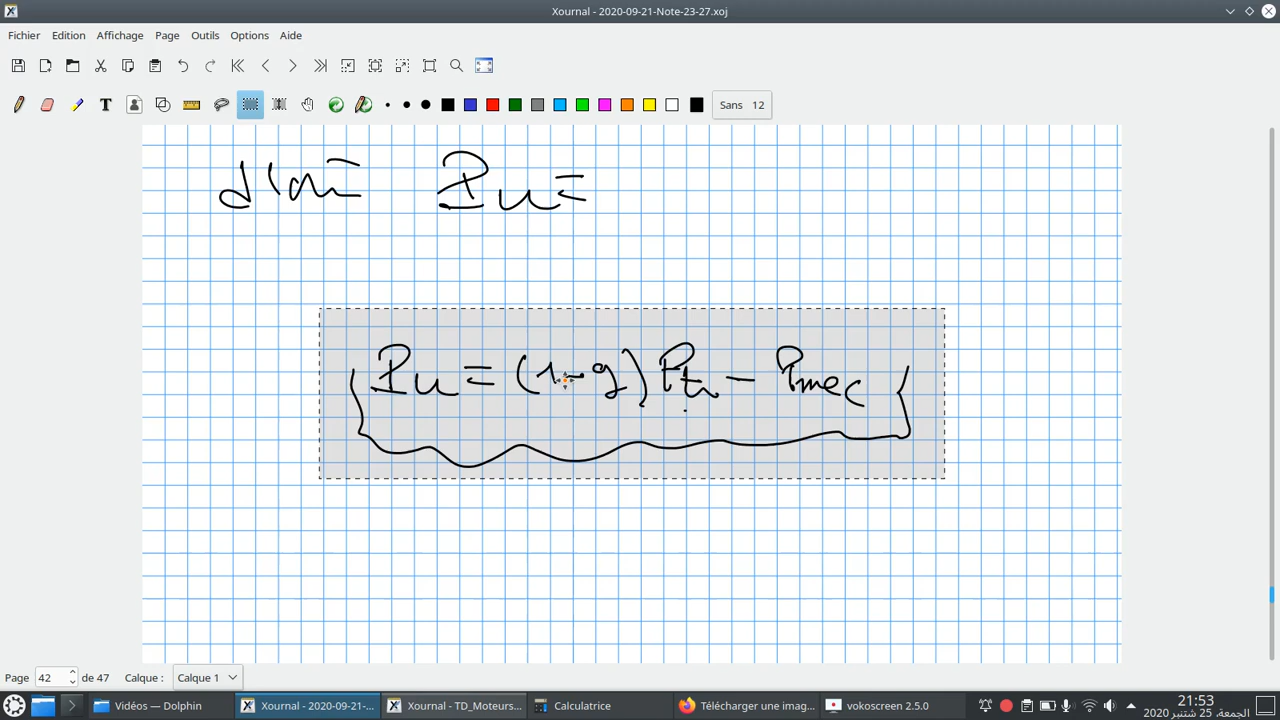 Xournal - 2020-09-21-Note-23-27.xoj
Fichier Edition Affichage Page Outils Options Aide
T Sans 12
d'où Pu=
Pu = (1-g) Ptr - Pmec
Page 42 de 47 Calque : Calque 1
Vidéos — Dolphin Xournal - 2020-09-21-... Xournal - TD_Moteurs... Calculatrice Télécharger une imag... vokoscreen 2.5.0 21:53
الجمعة، 25 شتنبر 2020